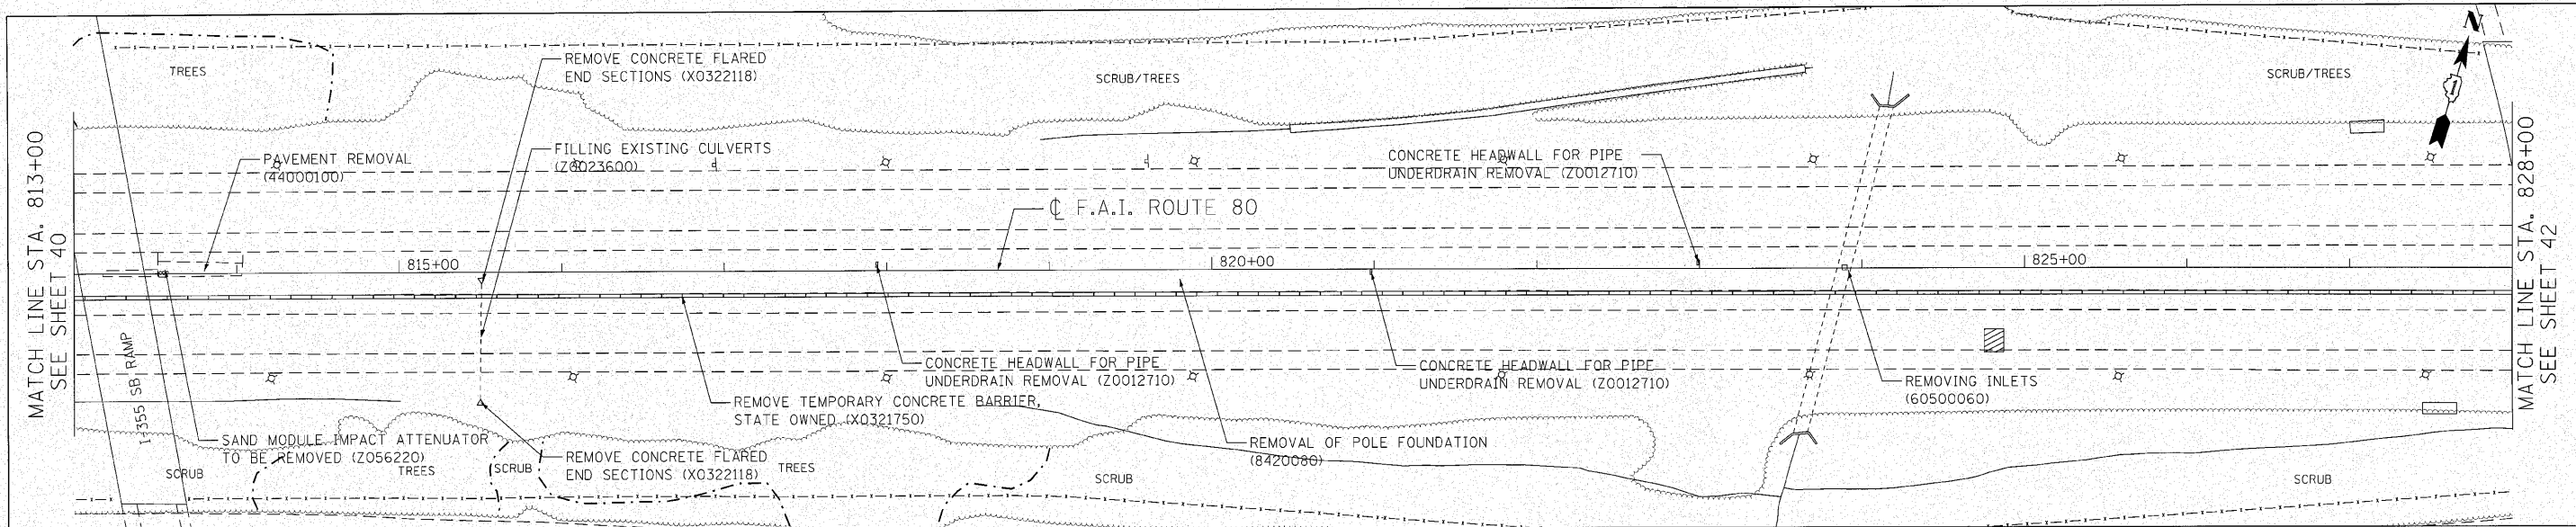 MATCH LINE STA. 813+00
SEE SHEET 40
TREES
REMOVE CONCRETE FLARED
END SECTIONS (X0322118)
SCRUB/TREES
SCRUB/TREES
N
1
PAVEMENT REMOVAL
(44000100)
FILLING EXISTING CULVERTS
(Z0023600)
CONCRETE HEADWALL FOR PIPE
UNDERDRAIN REMOVAL (Z0012710)
℄ F.A.I. ROUTE 80
815+00
820+00
825+00
I-355 SB RAMP
CONCRETE HEADWALL FOR PIPE
UNDERDRAIN REMOVAL (Z0012710)
CONCRETE HEADWALL FOR PIPE
UNDERDRAIN REMOVAL (Z0012710)
REMOVING INLETS
(60500060)
REMOVE TEMPORARY CONCRETE BARRIER,
STATE OWNED (X0321750)
SAND MODULE IMPACT ATTENUATOR
TO BE REMOVED (Z056220)
REMOVAL OF POLE FOUNDATION
(8420080)
REMOVE CONCRETE FLARED
END SECTIONS (X0322118)
SCRUB
TREES
SCRUB
TREES
SCRUB
SCRUB
MATCH LINE STA. 828+00
SEE SHEET 42